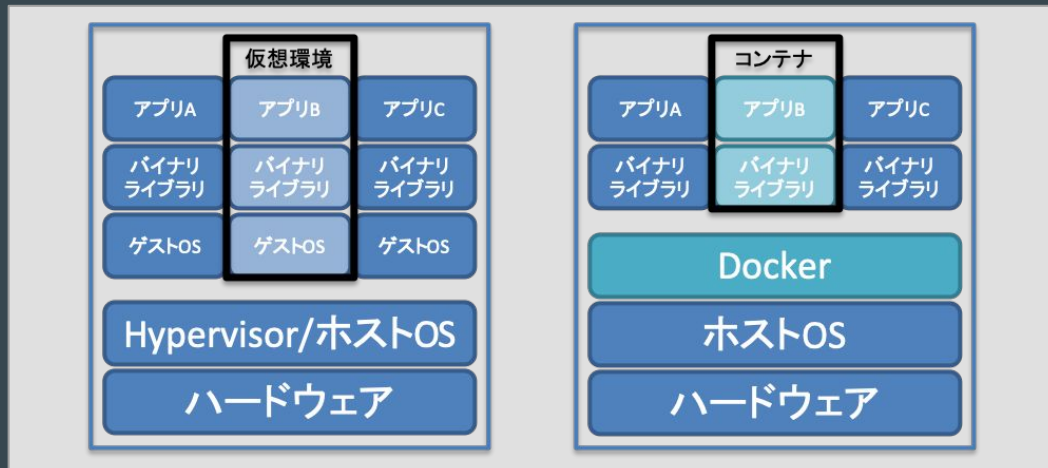 仮想環境
アプリA
アプリB
アプリC
バイナリ
ライブラリ
バイナリ
ライブラリ
バイナリ
ライブラリ
ゲストOS
ゲストOS
ゲストOS
Hypervisor/ホストOS
ハードウェア
コンテナ
アプリA
アプリB
アプリC
バイナリ
ライブラリ
バイナリ
ライブラリ
バイナリ
ライブラリ
Docker
ホストOS
ハードウェア